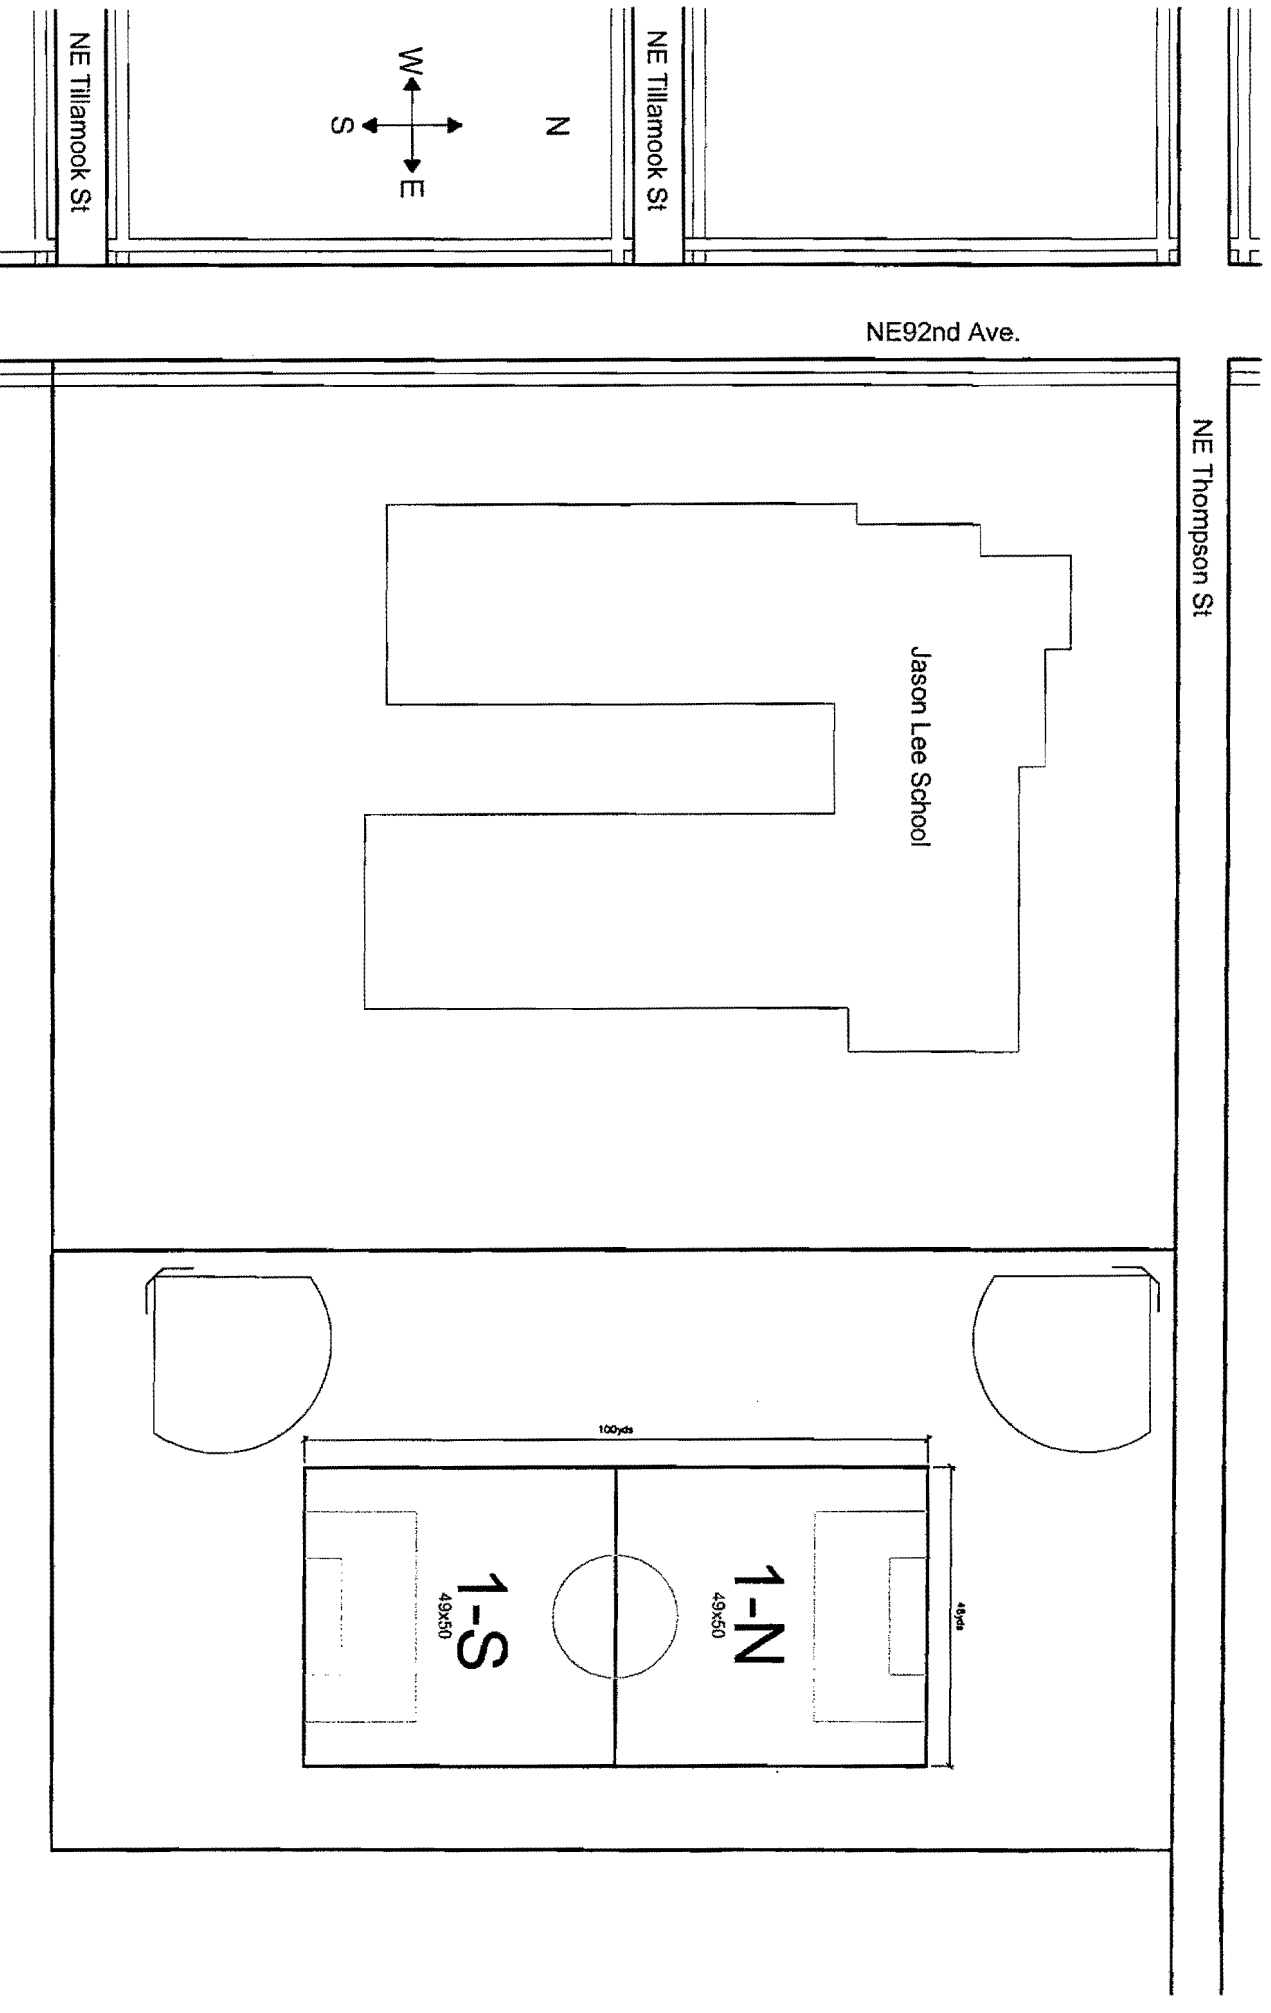 NE Tillamook St
W
S
E
N
NE Tillamook St
NE92nd Ave.
NE Thompson St
Jason Lee School
100yds
48yds
1-N
49x50
1-S
49x50